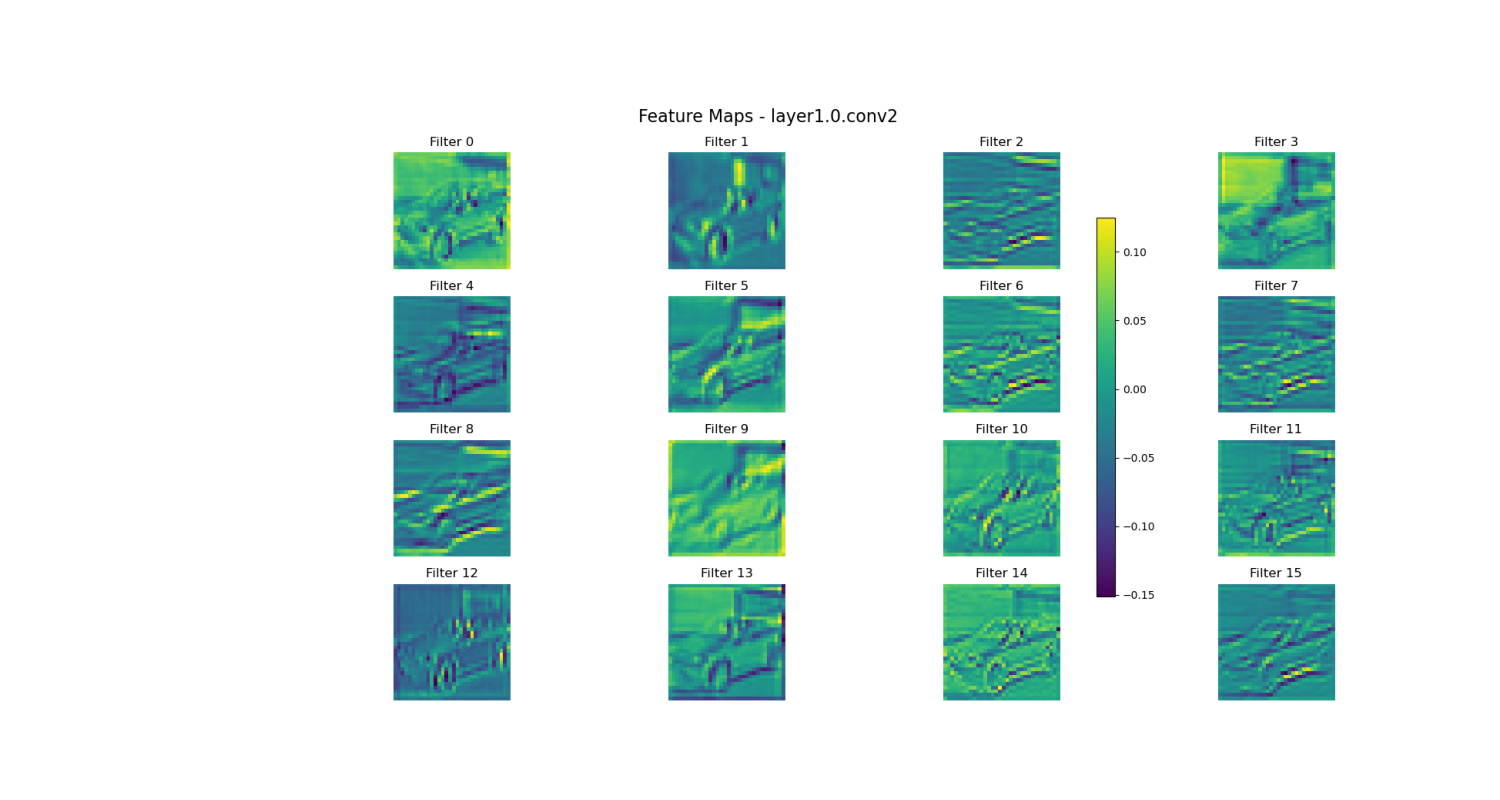 Feature Maps - layer1.0.conv2
Filter 0
Filter 1
Filter 2
Filter 3
Filter 4
Filter 5
Filter 6
Filter 7
Filter 8
Filter 9
Filter 10
Filter 11
Filter 12
Filter 13
Filter 14
Filter 15
0.10
0.05
0.00
−0.05
−0.10
−0.15